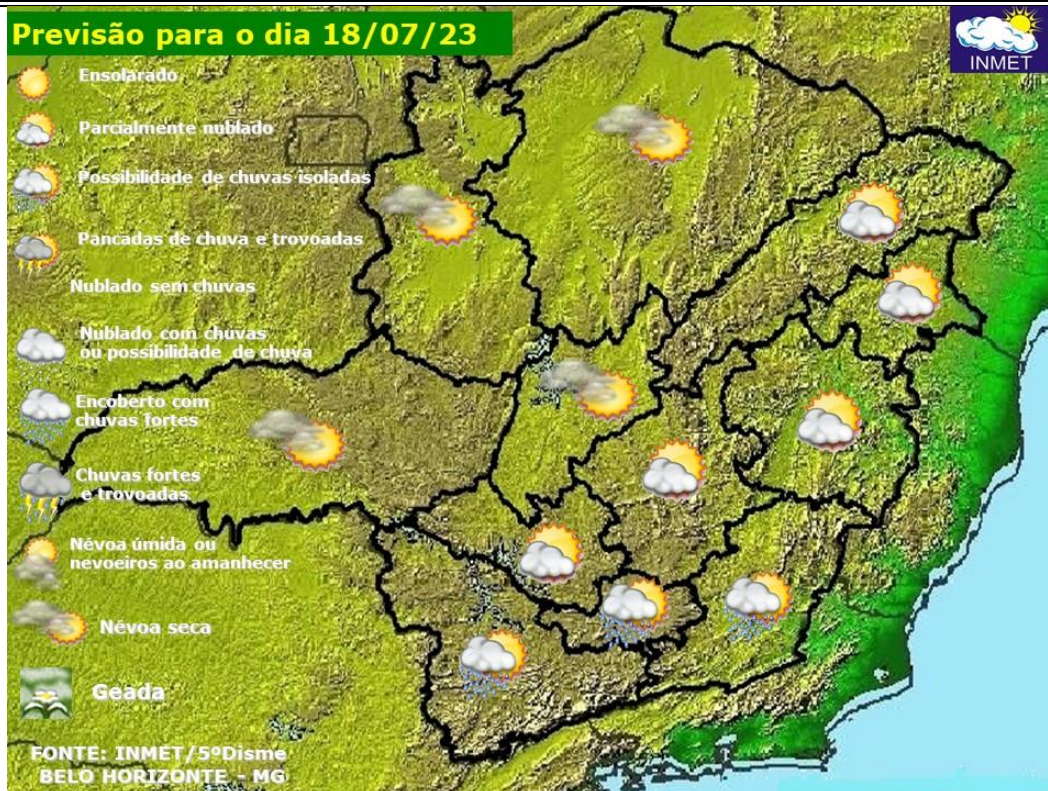 Previsão para o dia 18/07/23
INMET
Ensolarado
Parcialmente nublado
Possibilidade de chuvas isoladas
Pancadas de chuva e trovoadas
Nublado sem chuvas
Nublado com chuvas
ou possibilidade de chuva
Encoberto com
chuvas fortes
Chuvas fortes
e trovoadas
Névoa úmida ou
nevoeiros ao amanhecer
Névoa seca
Geada
FONTE: INMET/5ºDisme
BELO HORIZONTE - MG